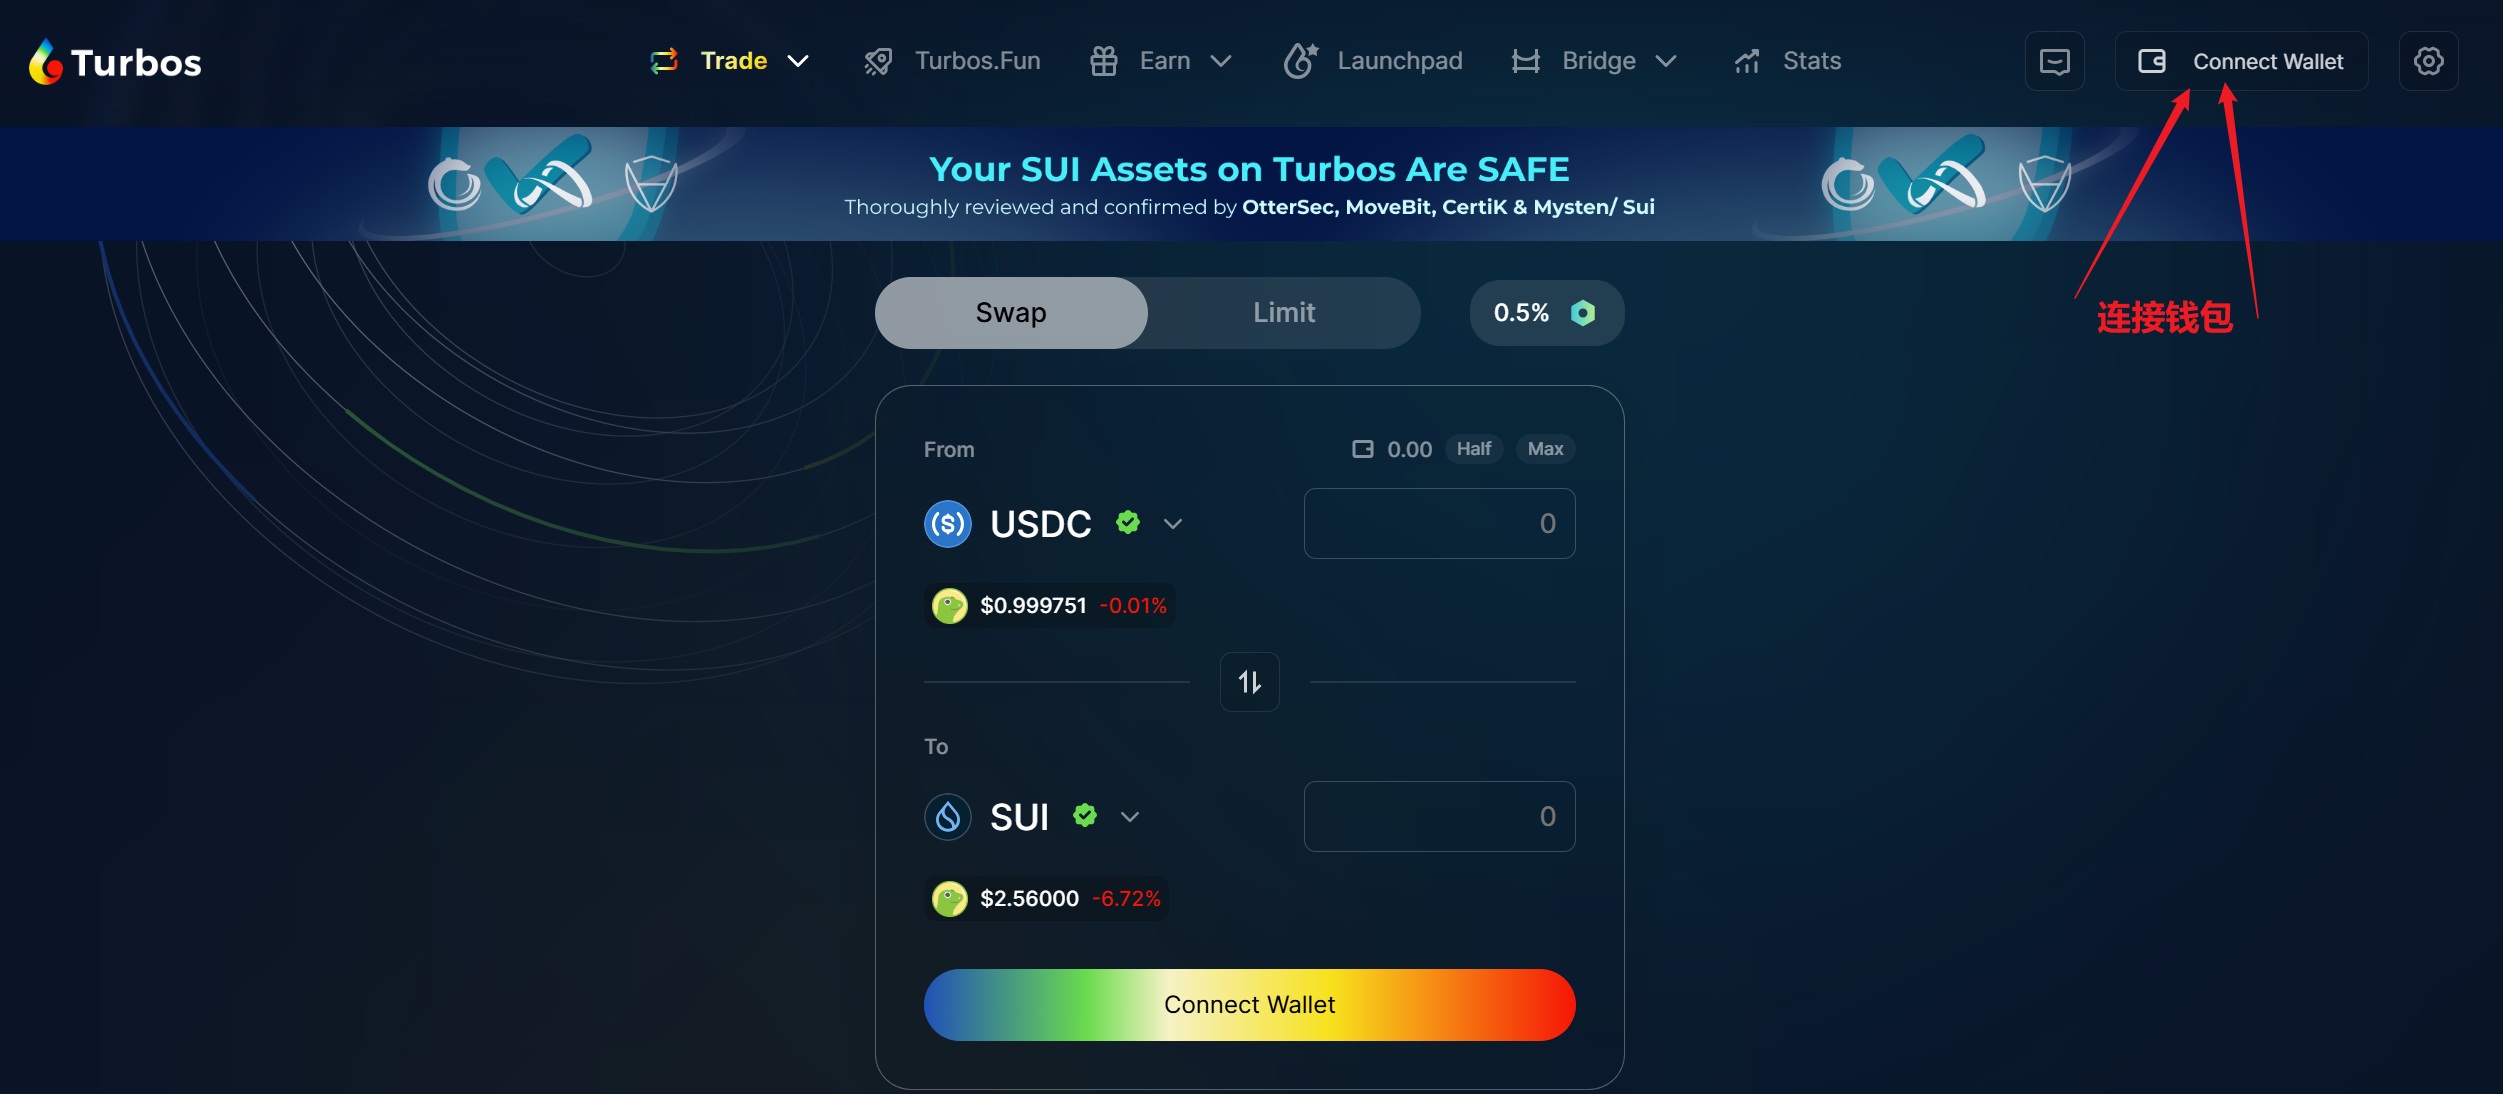 Turbos
Trade
Turbos.Fun
Earn
Launchpad
Bridge
Stats
Connect Wallet
Your SUI Assets on Turbos Are SAFE
Thoroughly reviewed and confirmed by OtterSec, MoveBit, CertiK & Mysten/ Sui
连接钱包
Swap
Limit
0.5%
From
0.00
Half
Max
USDC
0
$0.999751 -0.01%
To
SUI
0
$2.56000 -6.72%
Connect Wallet